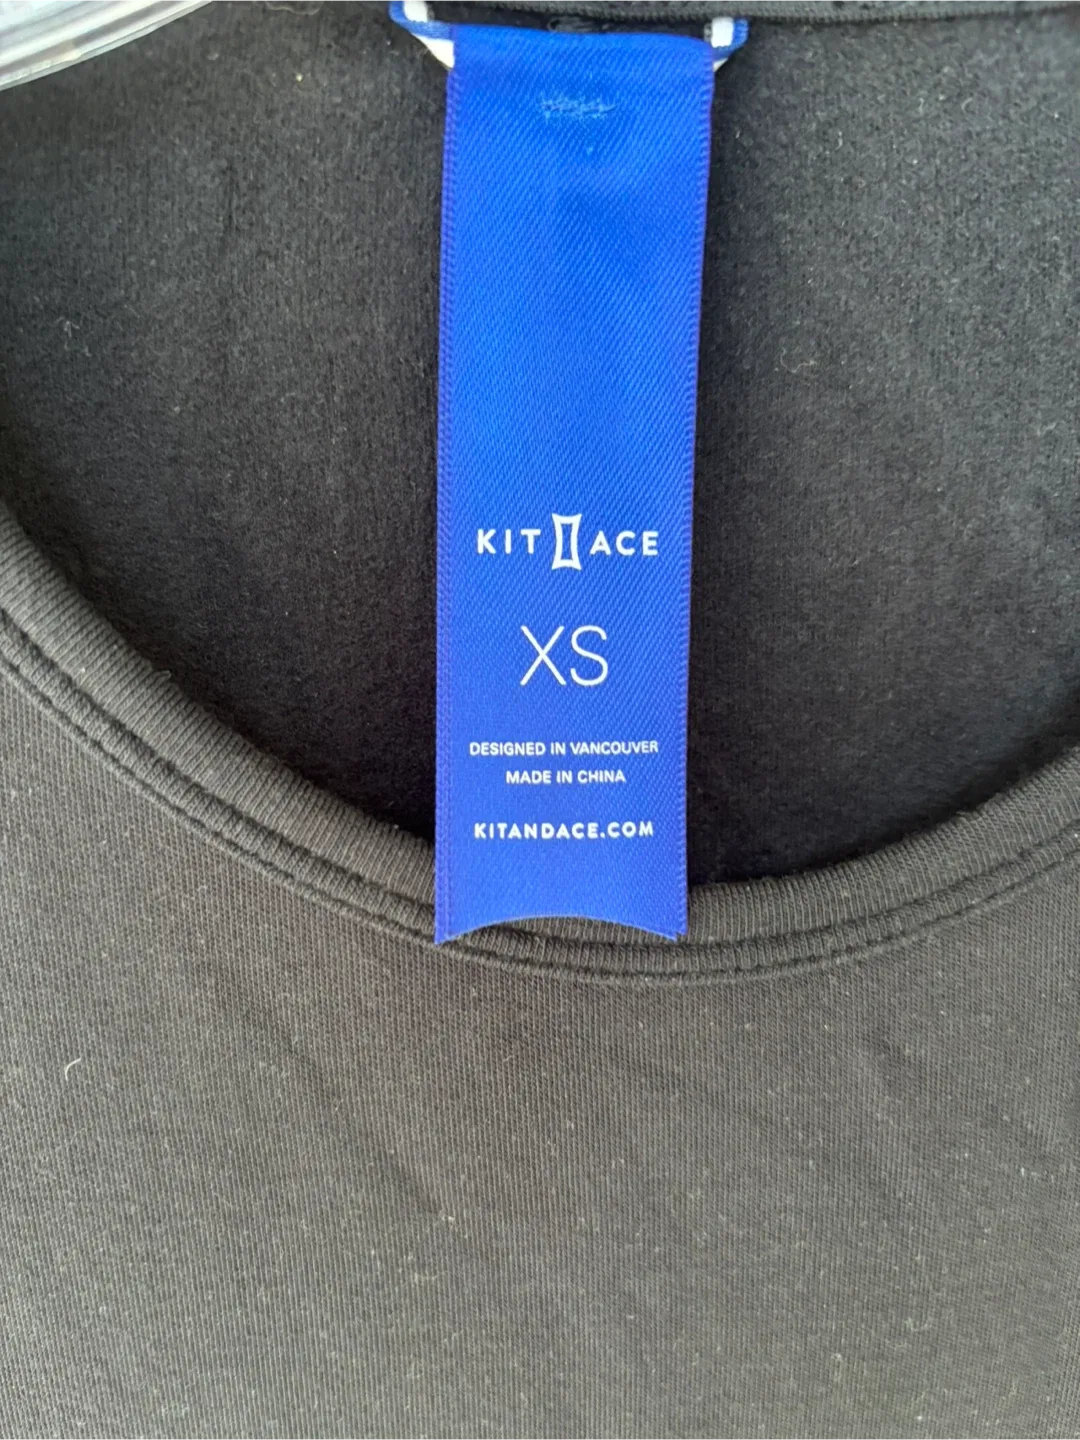 KIT ACE
XS
DESIGNED IN VANCOUVER
MADE IN CHINA
KITANDACE.COM